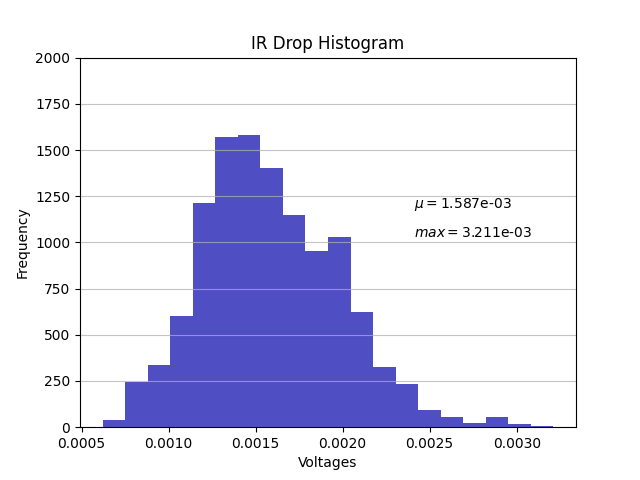 IR Drop Histogram
2000
1750
1500
1250
1000
750
500
250
0
Frequency
μ = 1.587e-03
max = 3.211e-03
0.0005 0.0010 0.0015 0.0020 0.0025 0.0030
Voltages